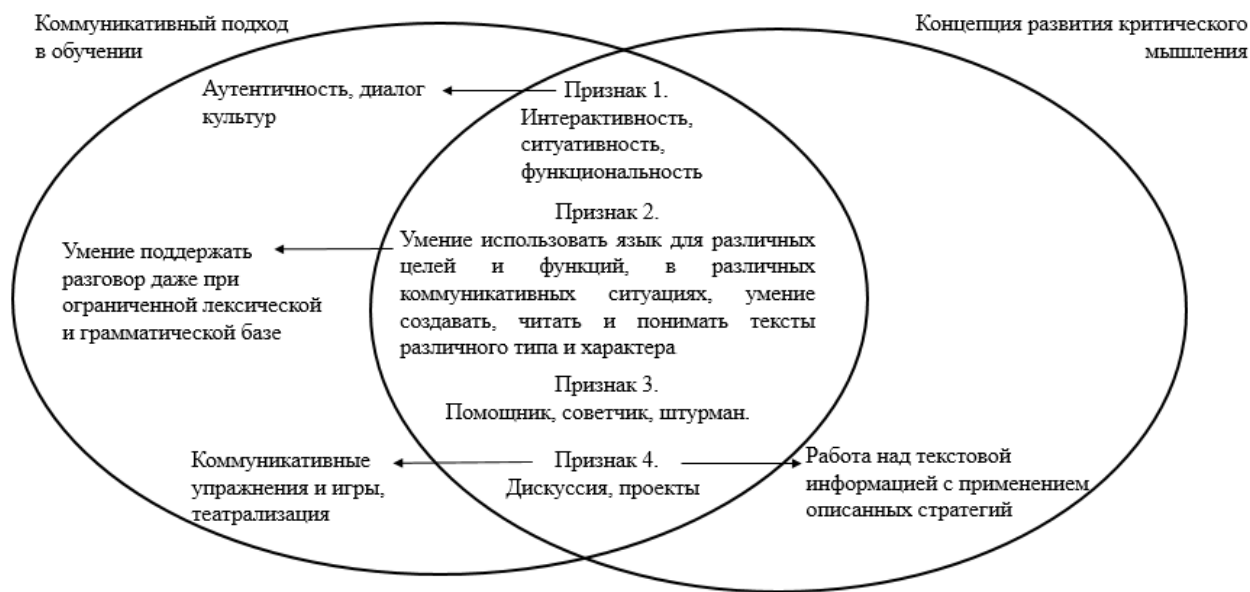 Коммуникативный подход
в обучении
Концепция развития критического
мышления
Аутентичность, диалог
культур
Признак 1.
Интерактивность,
ситуативность,
функциональность
Признак 2.
Умение использовать язык для различных
целей и функций, в различных
коммуникативных ситуациях, умение
создавать, читать и понимать тексты
различного типа и характера
Умение поддержать
разговор даже при
ограниченной лексической
и грамматической базе
Признак 3.
Помощник, советчик, штурман.
Признак 4.
Дискуссия, проекты
Коммуникативные
упражнения и игры,
театрализация
Работа над текстовой
информацией с применением
описанных стратегий